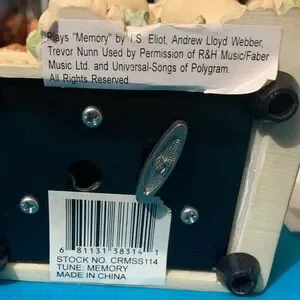 Plays "Memory" by T.S. Eliot, Andrew Lloyd Webber,
Trevor Nunn Used by Permission of R&H Music/Faber
Music Ltd. and Universal-Songs of Polygram.
All Rights Reserved
6 81131 38314 1
STOCK NO. CRMSS114
TUNE: MEMORY
MADE IN CHINA